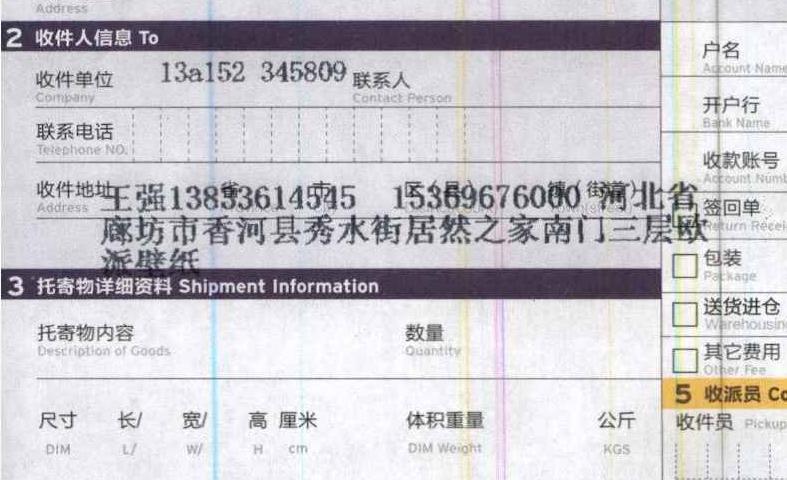 Address
2 收件人信息 To
收件单位 13a152 345809 联系人
Company Contact Person
联系电话
Telephone NO.
收件地址 省 市 区(县) 镇(街道)
Address
王强13833614545 15369676000 河北省
廊坊市香河县秀水街居然之家南门三层欧
派壁纸
3 托寄物详细资料 Shipment Information
托寄物内容 数量
Description of Goods Quantity
尺寸 长/ 宽/ 高 厘米 体积重量 公斤
DIM L/ W/ H cm DIM Weight KGS
户名
Account Name
开户行
Bank Name
收款账号
Account Numb
签回单
Return Recei
包装
Package
送货进仓
Warehousin
其它费用
Other Fee
5 收派员 Co
收件员 Pickup